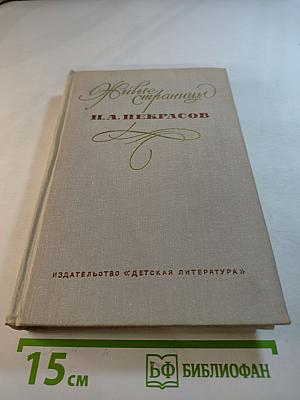 Живые
страницы
Н. А. НЕКРАСОВ
ИЗДАТЕЛЬСТВО «ДЕТСКАЯ ЛИТЕРАТУРА»
15 см
БФ БИБЛИОФАН